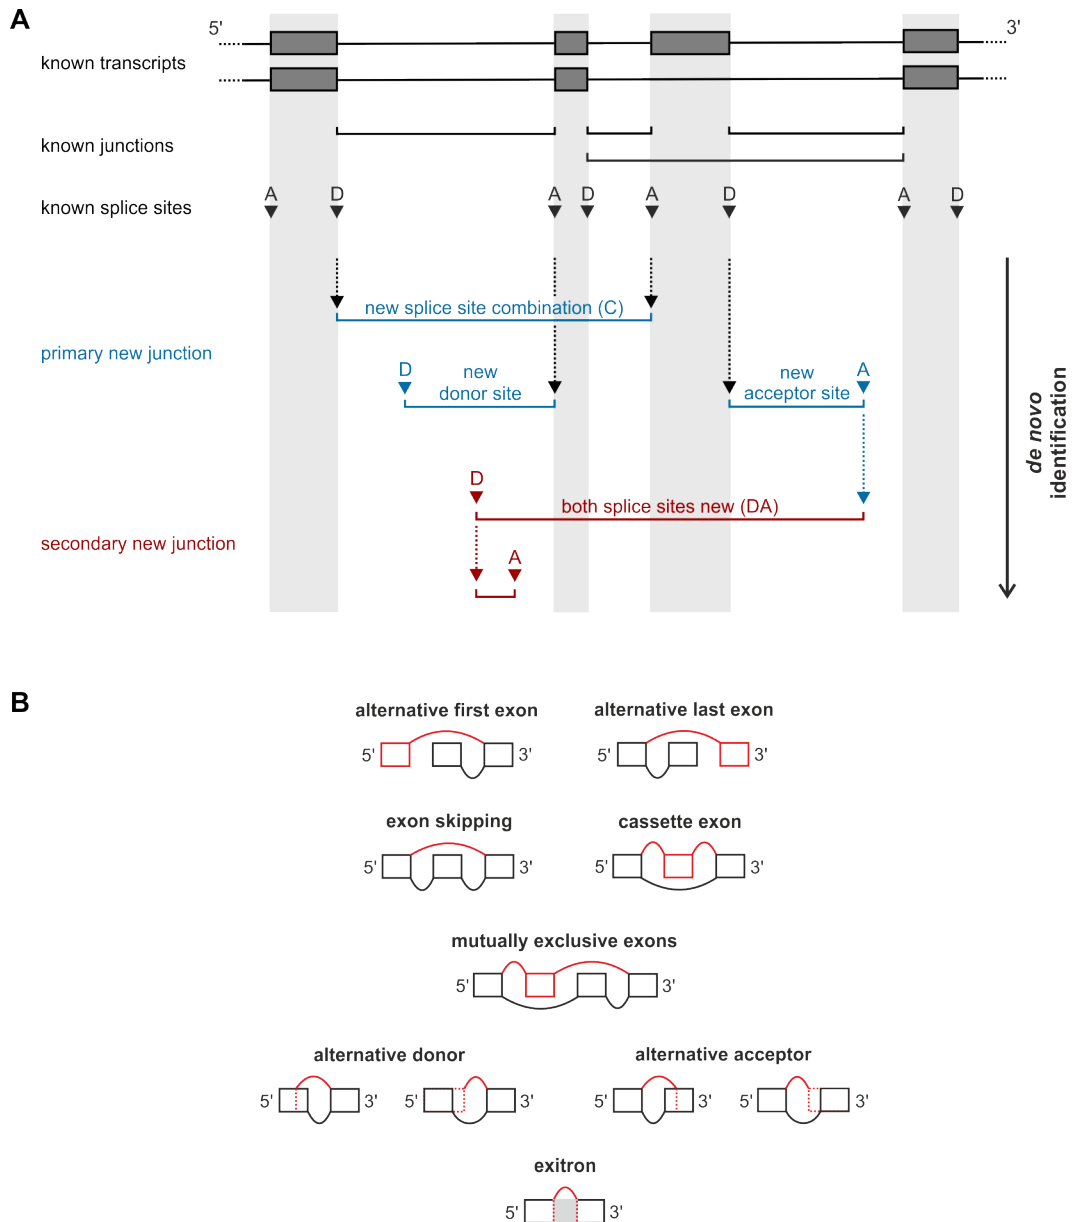 A
5'
3'
known transcripts
known junctions
A D A D A D A D
known splice sites
new splice site combination (C)
primary new junction
D
new
donor site
new
acceptor site
A
D
both splice sites new (DA)
secondary new junction
A
de novo
identification
B
alternative first exon
5' 3'
alternative last exon
5' 3'
exon skipping
5' 3'
cassette exon
5' 3'
mutually exclusive exons
5' 3'
alternative donor
5' 3' 5' 3'
alternative acceptor
5' 3' 5' 3'
exitron
5' 3'